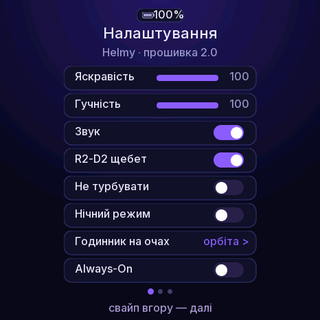 100%
Налаштування
Helmy · прошивка 2.0
Яскравість 100
Гучність 100
Звук
R2-D2 щебет
Не турбувати
Нічний режим
Годинник на очах орбіта >
Always-On
свайп вгору — далі